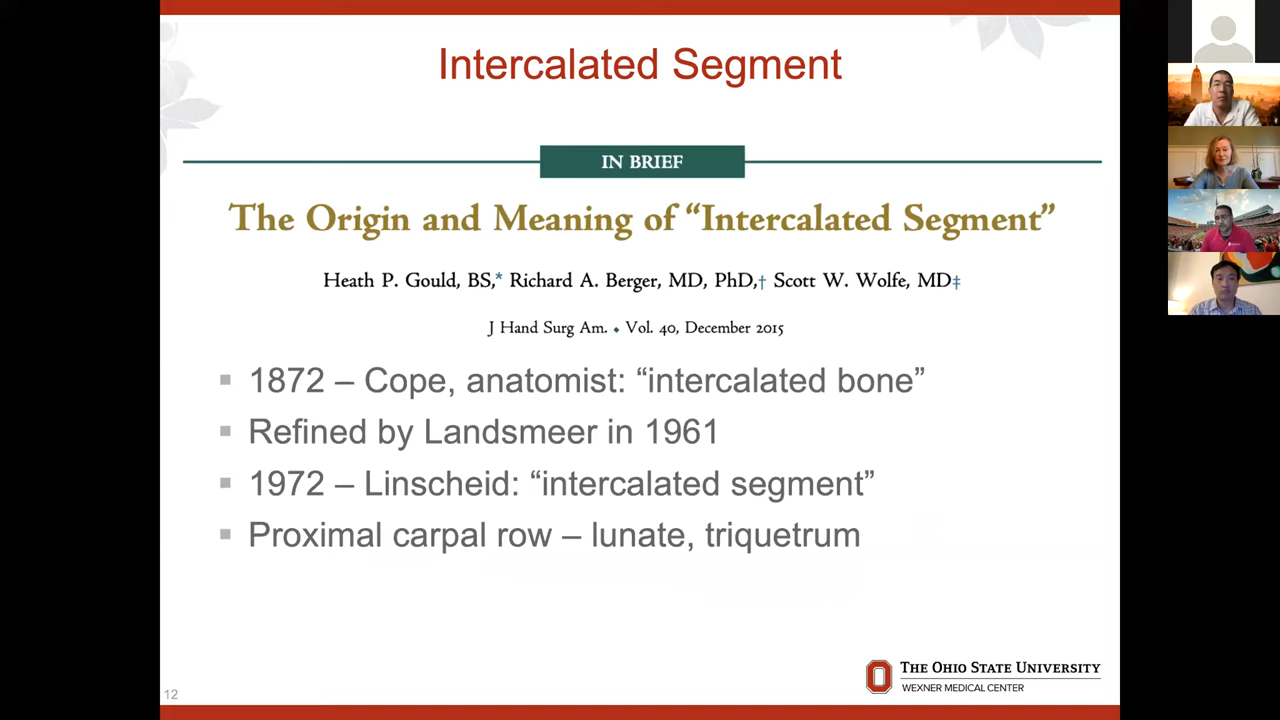 Intercalated Segment
IN BRIEF
The Origin and Meaning of “Intercalated Segment”
Heath P. Gould, BS,* Richard A. Berger, MD, PhD,† Scott W. Wolfe, MD‡
J Hand Surg Am. ⬩ Vol. 40, December 2015
▪ 1872 – Cope, anatomist: “intercalated bone”
▪ Refined by Landsmeer in 1961
▪ 1972 – Linscheid: “intercalated segment”
▪ Proximal carpal row – lunate, triquetrum
THE OHIO STATE UNIVERSITY
WEXNER MEDICAL CENTER
12